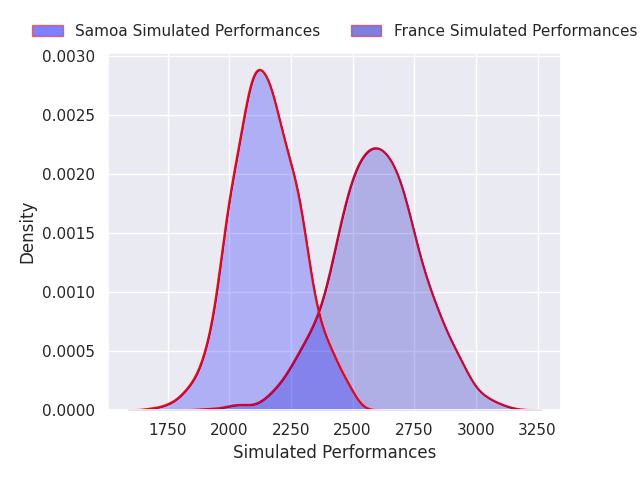 Samoa Simulated Performances France Simulated Performances
0.0030
0.0025
0.0020
0.0015
0.0010
0.0005
0.0000
Density
1750 2000 2250 2500 2750 3000 3250
Simulated Performances